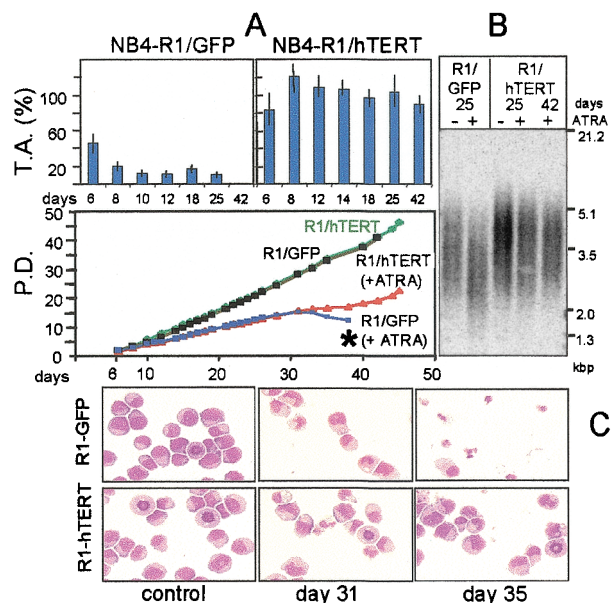 A
B
NB4-R1/GFP
NB4-R1/hTERT
T.A. (%)
100
60
20
days 6 8 10 12 18 25 42
6 8 12 14 18 25 42
R1/ GFP
R1/ hTERT
25 25 42 days
- + - + + ATRA
21.2
5.1
3.5
2.0
1.3
kbp
P.D.
50
40
30
20
10
0
R1/hTERT
R1/GFP
R1/hTERT
(+ATRA)
R1/GFP
* (+ ATRA)
days 6 10 20 30 40 50
C
R1-GFP
R1-hTERT
control
day 31
day 35